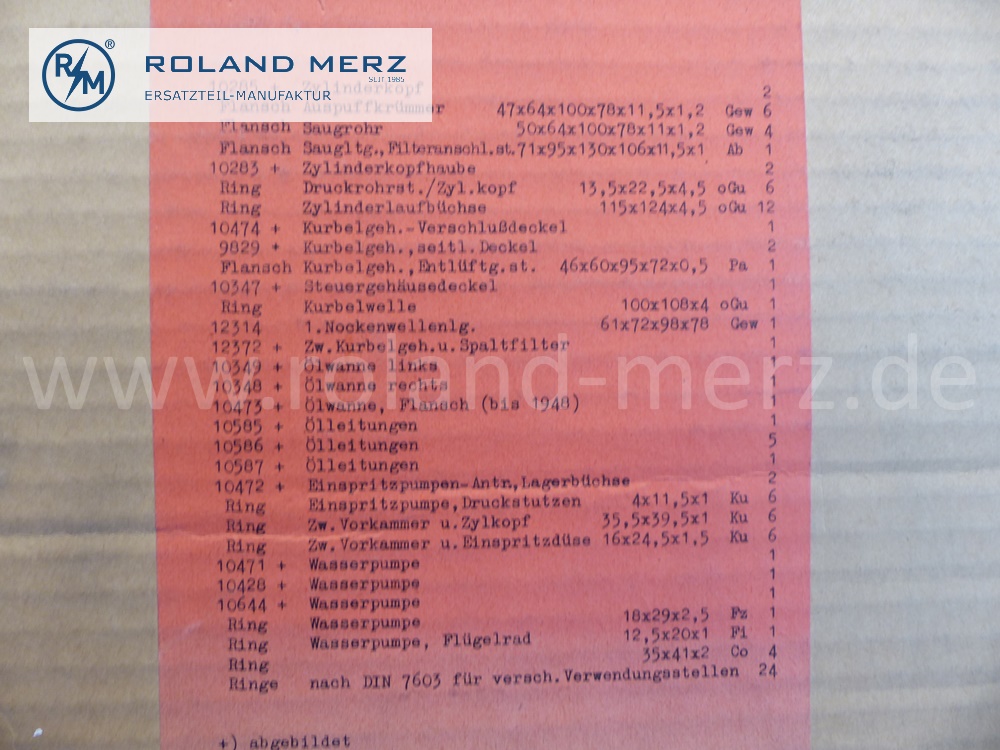 R/M®
ROLAND MERZ
SEIT 1985
ERSATZTEIL-MANUFAKTUR
10285 + Zylinderkopf 2
Flansch Auspuffkrümmer 47x64x100x78x11,5x1,2 Gew 6
Flansch Saugrohr 50x64x100x78x11x1,2 Gew 4
Flansch Saugltg.,Filteranschl.st.71x95x130x106x11,5x1 Ab 1
10283 + Zylinderkopfhaube 2
Ring Druckrohrst./Zyl.kopf 13,5x22,5x4,5 oGu 6
Ring Zylinderlaufbüchse 115x124x4,5 oGu 12
10474 + Kurbelgeh.-Verschlußdeckel 1
9829 + Kurbelgeh.,seitl.Deckel 2
Flansch Kurbelgeh.,Entlüftg.st. 46x60x95x72x0,5 Pa 1
10347 + Steuergehäusedeckel 1
Ring Kurbelwelle 100x108x4 oGu 1
12314 1.Nockenwellenlg. 61x72x98x78 Gew 1
12372 + Zw.Kurbelgeh.u.Spaltfilter 1
www.roland-merz.de
10349 + Ölwanne links 1
10348 + Ölwanne rechts 1
10473 + Ölwanne, Flansch (bis 1948) 1
10585 + Ölleitungen 1
10586 + Ölleitungen 5
10587 + Ölleitungen 1
10472 + Einspritzpumpen-Antn,Lagerbüchse 2
Ring Einspritzpumpe,Druckstutzen 4x11,5x1 Ku 6
Ring Zw.Vorkammer u.Zylkopf 35,5x39,5x1 Ku 6
Ring Zw.Vorkammer u.Einspritzdüse 16x24,5x1,5 Ku 6
10471 + Wasserpumpe 1
10428 + Wasserpumpe 1
10644 + Wasserpumpe 1
Ring Wasserpumpe 18x29x2,5 Fz 1
Ring Wasserpumpe, Flügelrad 12,5x20x1 Fi 1
Ring 35x41x2 Co 4
Ringe nach DIN 7603 für versch.Verwendungsstellen 24
+) abgebildet